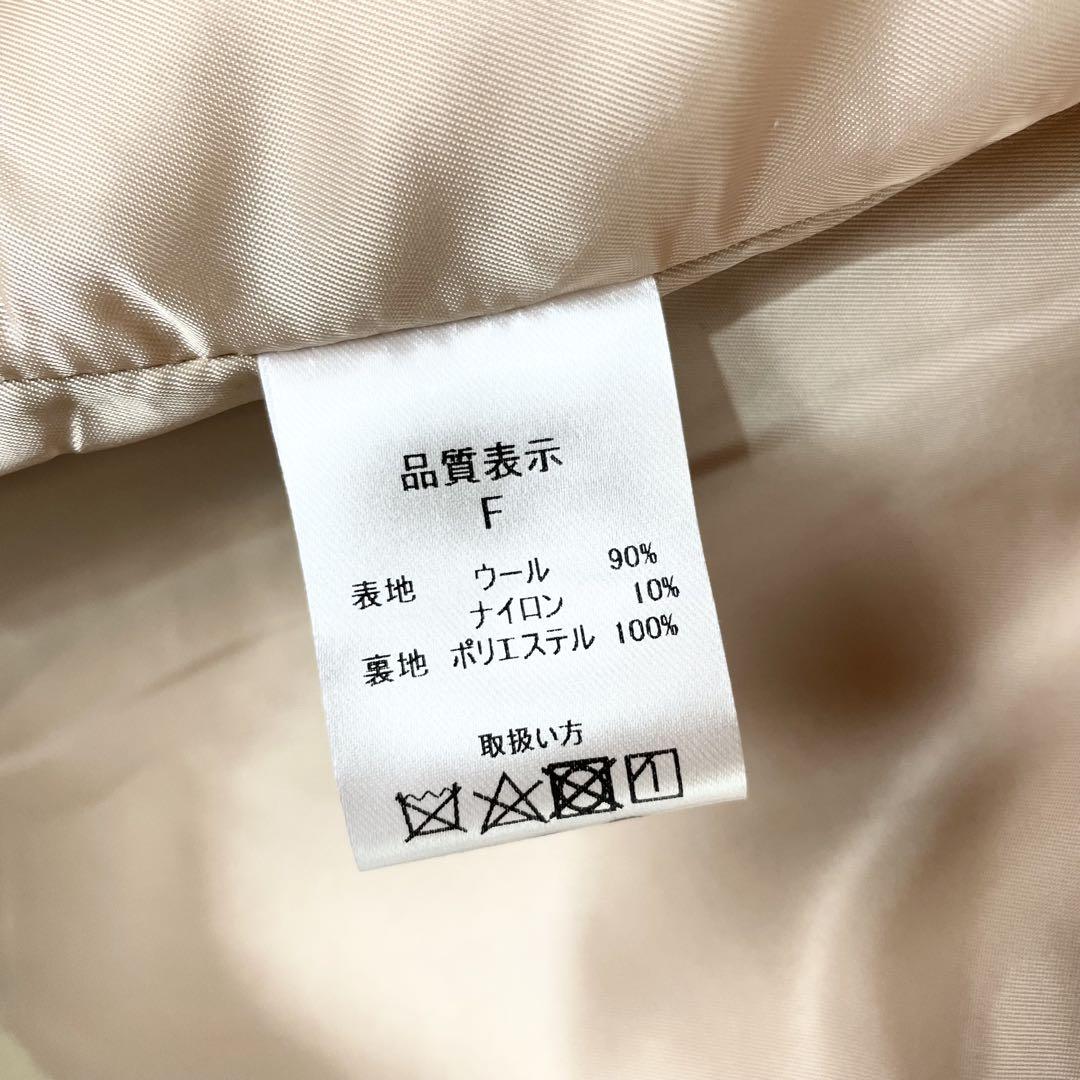 品質表示
F
表地 ウール 90%
ナイロン 10%
裏地 ポリエステル 100%
取扱い方